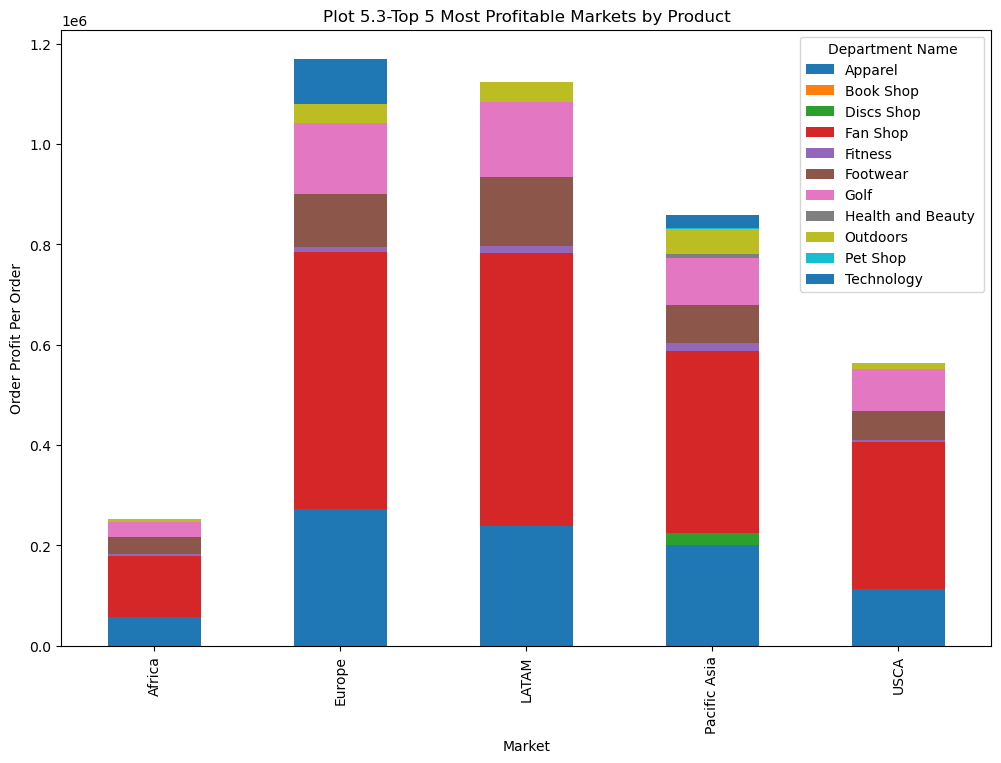 Plot 5.3-Top 5 Most Profitable Markets by Product
1e6
1.2
1.0
0.8
0.6
0.4
0.2
0.0
Order Profit Per Order
Department Name
Apparel
Book Shop
Discs Shop
Fan Shop
Fitness
Footwear
Golf
Health and Beauty
Outdoors
Pet Shop
Technology
Africa
Europe
LATAM
Pacific Asia
USCA
Market